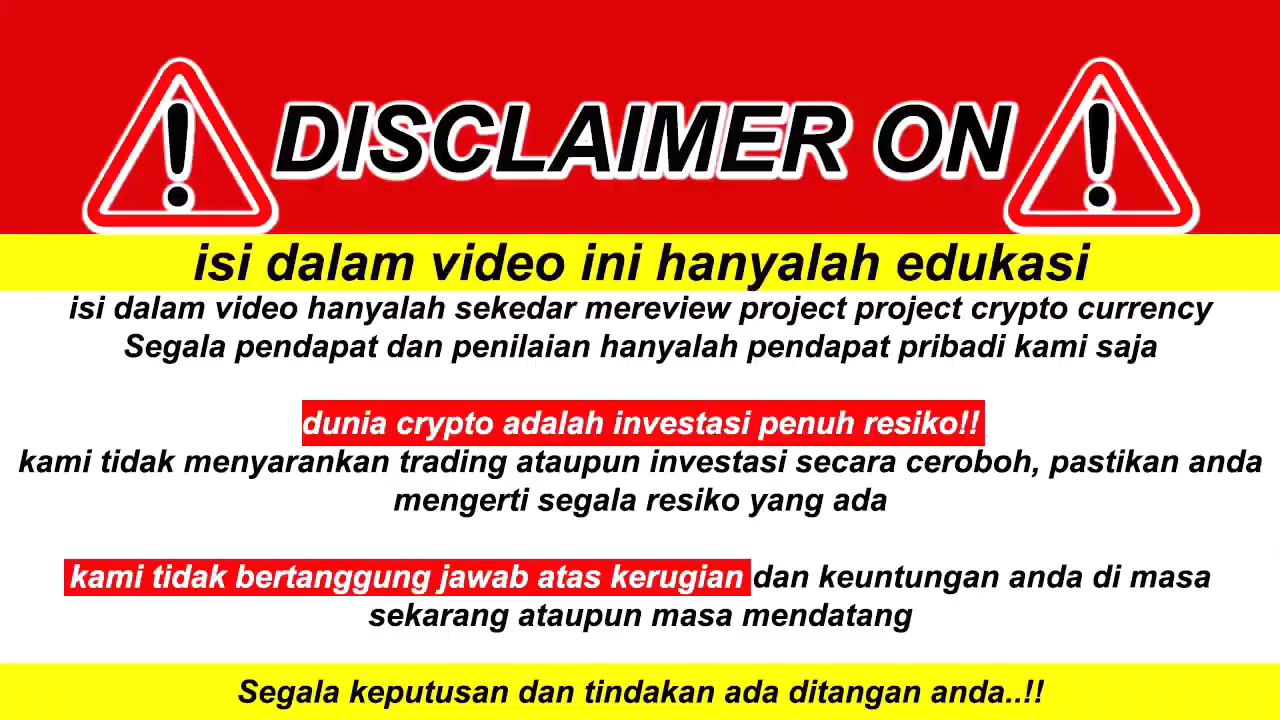 DISCLAIMER ON
isi dalam video ini hanyalah edukasi
isi dalam video hanyalah sekedar mereview project project crypto currency
Segala pendapat dan penilaian hanyalah pendapat pribadi kami saja
dunia crypto adalah investasi penuh resiko!!
kami tidak menyarankan trading ataupun investasi secara ceroboh, pastikan anda
mengerti segala resiko yang ada
kami tidak bertanggung jawab atas kerugian dan keuntungan anda di masa
sekarang ataupun masa mendatang
Segala keputusan dan tindakan ada ditangan anda..!!